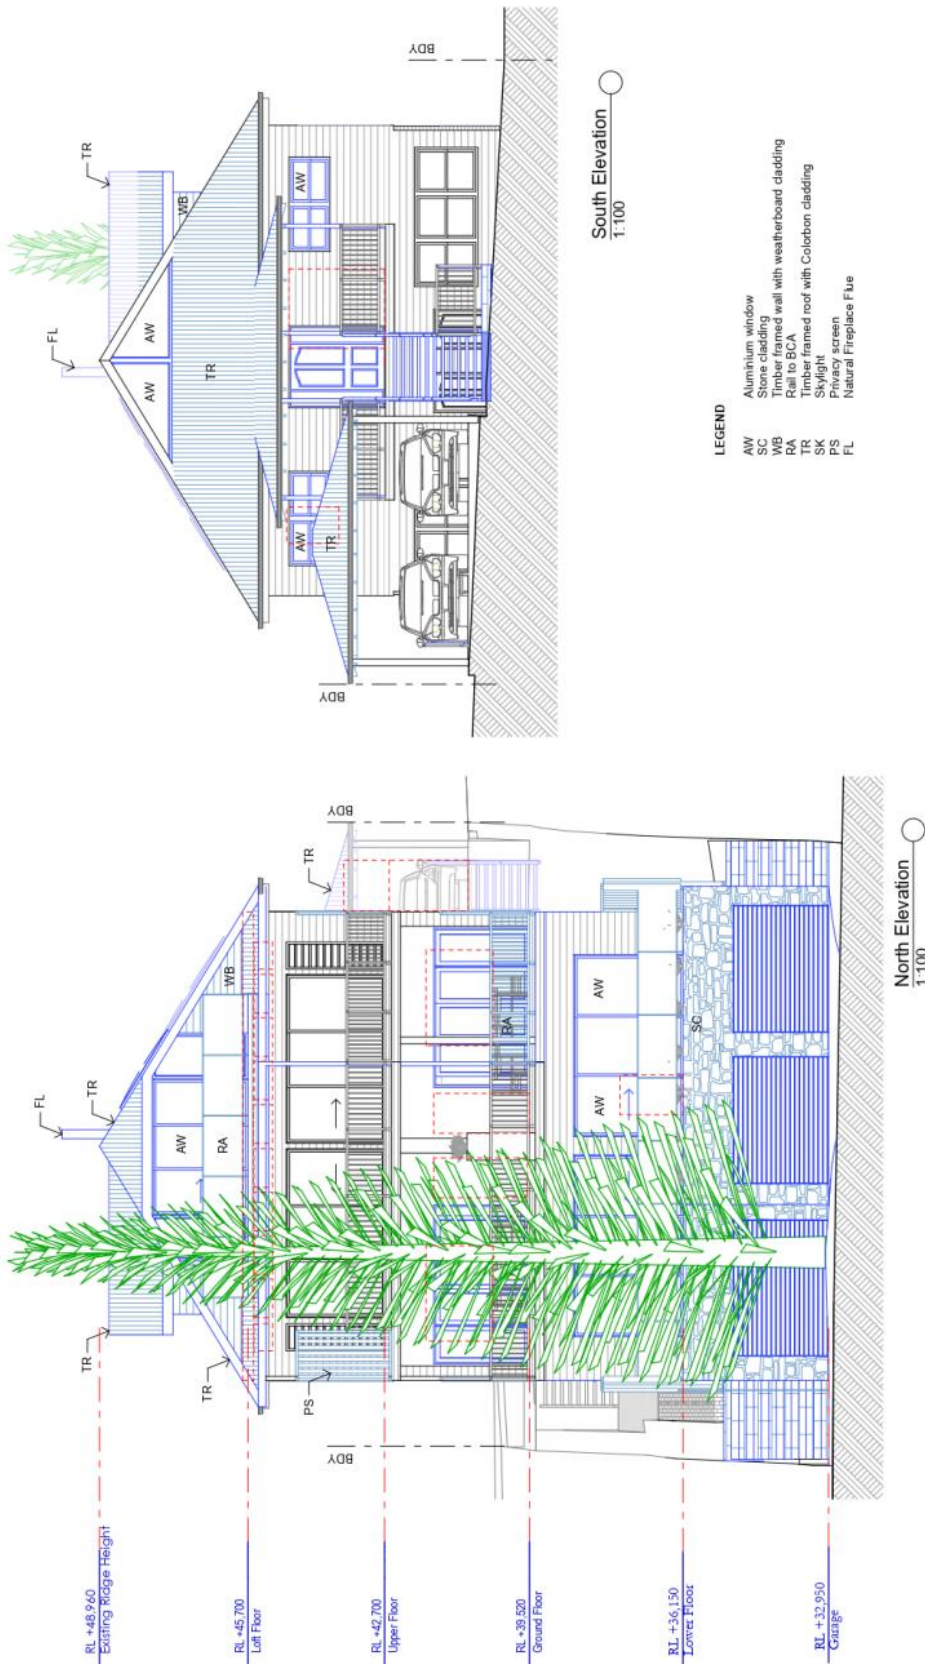 BDY
TR
WB
FL
AW
AW
TR
AW
AW
TR
BDY
South Elevation
1:100
LEGEND
AW Aluminium window
SC Stone cladding
WB Timber framed wall with weatherboard cladding
RA Rail to BCA
TR Timber framed roof with Colorbon cladding
SK Skylight
PS Privacy screen
FL Natural Fireplace Flue
BDY
TR
WB
FL
TR
AW
RA
RA
AW
AW
SC
TR
TR
PS
BDY
North Elevation
1:100
RL +48,960
Existing Ridge Height
RL +45,700
Loft Floor
RL +42,700
Upper Floor
RL +39,520
Ground Floor
RL +36,150
Lower Floor
RL +32,950
Garage